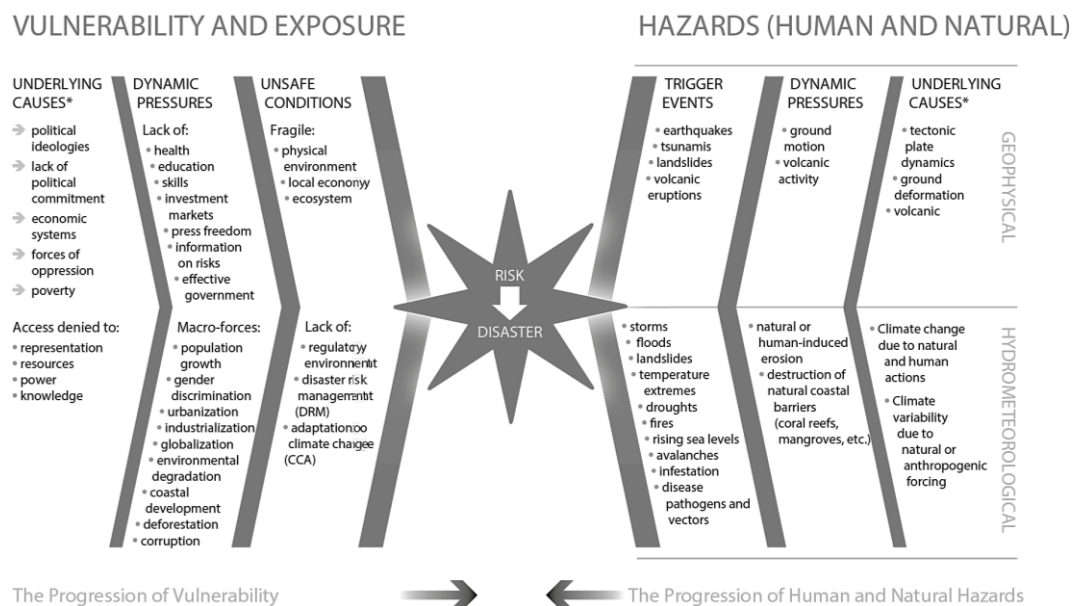 VULNERABILITY AND EXPOSURE
HAZARDS (HUMAN AND NATURAL)
UNDERLYING
CAUSES*
political
ideologies
lack of
political
commitment
economic
systems
forces of
oppression
poverty
Access denied to:
• representation
• resources
• power
• knowledge
DYNAMIC
PRESSURES
Lack of:
• health
• education
• skills
• investment
markets
• press freedom
• information
on risks
• effective
government
Macro-forces:
• population
growth
• gender
discrimination
• urbanization
• industrialization
• globalization
• environmental
degradation
• coastal
development
• deforestation
• corruption
UNSAFE
CONDITIONS
Fragile:
• physical
environment
• local economy
• ecosystem
Lack of:
• regulatory
environment
• disaster risk
management
(DRM)
• adaptation
climate
(CCA)
RISK
DISASTER
TRIGGER
EVENTS
• earthquakes
• tsunamis
• landslides
• volcanic
eruptions
• storms
• floods
• landslides
• temperature
extremes
• droughts
• fires
• rising sea levels
• avalanches
• infestation
• disease
pathogens and
vectors
DYNAMIC
PRESSURES
• ground
motion
• volcanic
activity
• natural or
human-induced
erosion
• destruction of
natural coastal
barriers
(coral reefs,
mangroves, etc.)
UNDERLYING
CAUSES*
• tectonic
plate
dynamics
• ground
deformation
• volcanic
• Climate change
due to natural
and human
actions
• Climate
variability
due to
natural or
anthropogenic
forcing
GEOPHYSICAL
HYDROMETEOROLOGICAL
The Progression of Vulnerability
The Progression of Human and Natural Hazards